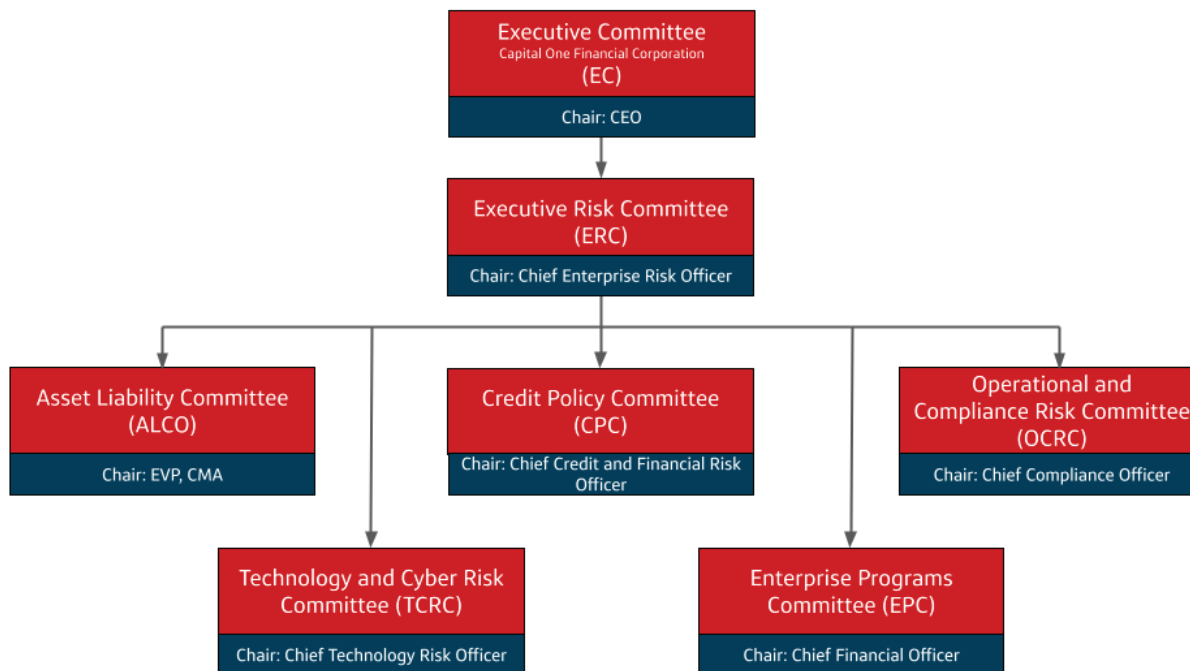 Executive Committee
Capital One Financial Corporation
(EC)
Chair: CEO
Executive Risk Committee
(ERC)
Chair: Chief Enterprise Risk Officer
Asset Liability Committee
(ALCO)
Chair: EVP, CMA
Credit Policy Committee
(CPC)
Chair: Chief Credit and Financial Risk
Officer
Operational and
Compliance Risk Committee
(OCRC)
Chair: Chief Compliance Officer
Technology and Cyber Risk
Committee (TCRC)
Chair: Chief Technology Risk Officer
Enterprise Programs
Committee (EPC)
Chair: Chief Financial Officer